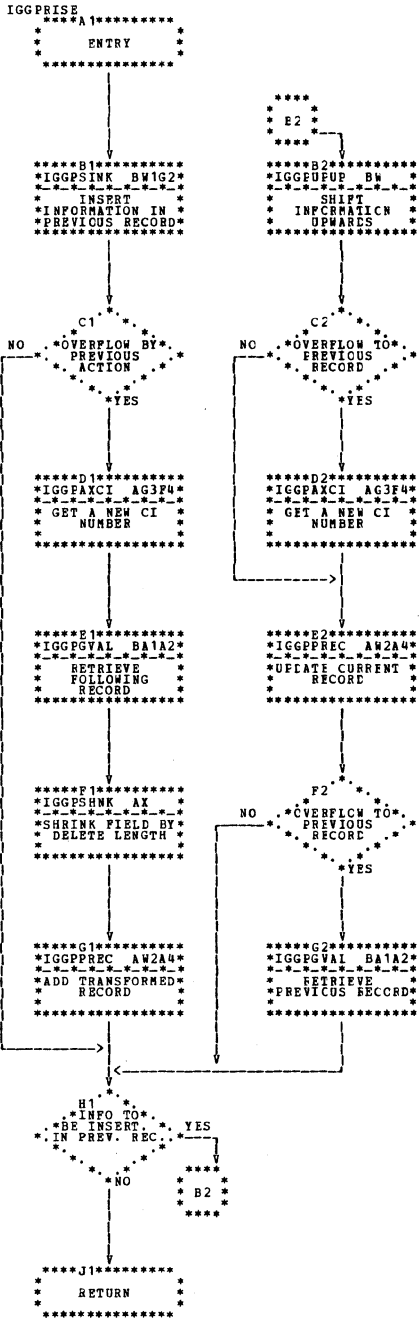 IGGPRISE
A1
ENTRY
B1
IGGPSINK BW1G2
INSERT
INFORMATION IN
PREVIOUS RECORD
C1
OVERFLOW BY
PREVIOUS
ACTION
NO
YES
D1
IGGPAXCI AG3F4
GET A NEW CI
NUMBER
E1
IGGPGVAL BA1A2
RETRIEVE
FOLLOWING
RECORD
F1
IGGPSHNK AX
SHRINK FIELD BY
DELETE LENGTH
G1
IGGPPREC AW2A4
ADD TRANSFORMED
RECORD
H1
INFO TO
BE INSERT.
IN PREV. REC.
YES
B2
NO
J1
RETURN
B2
B2
IGGPUPUP BW
SHIFT
INFORMATION
UPWARDS
C2
OVERFLOW TO
PREVIOUS
RECORD
NO
YES
D2
IGGPAXCI AG3F4
GET A NEW CI
NUMBER
E2
IGGPPREC AW2A4
UPDATE CURRENT
RECORD
F2
OVERFLOW TO
PREVIOUS
RECORD
NO
YES
G2
IGGPGVAL BA1A2
RETRIEVE
PREVIOUS RECORD